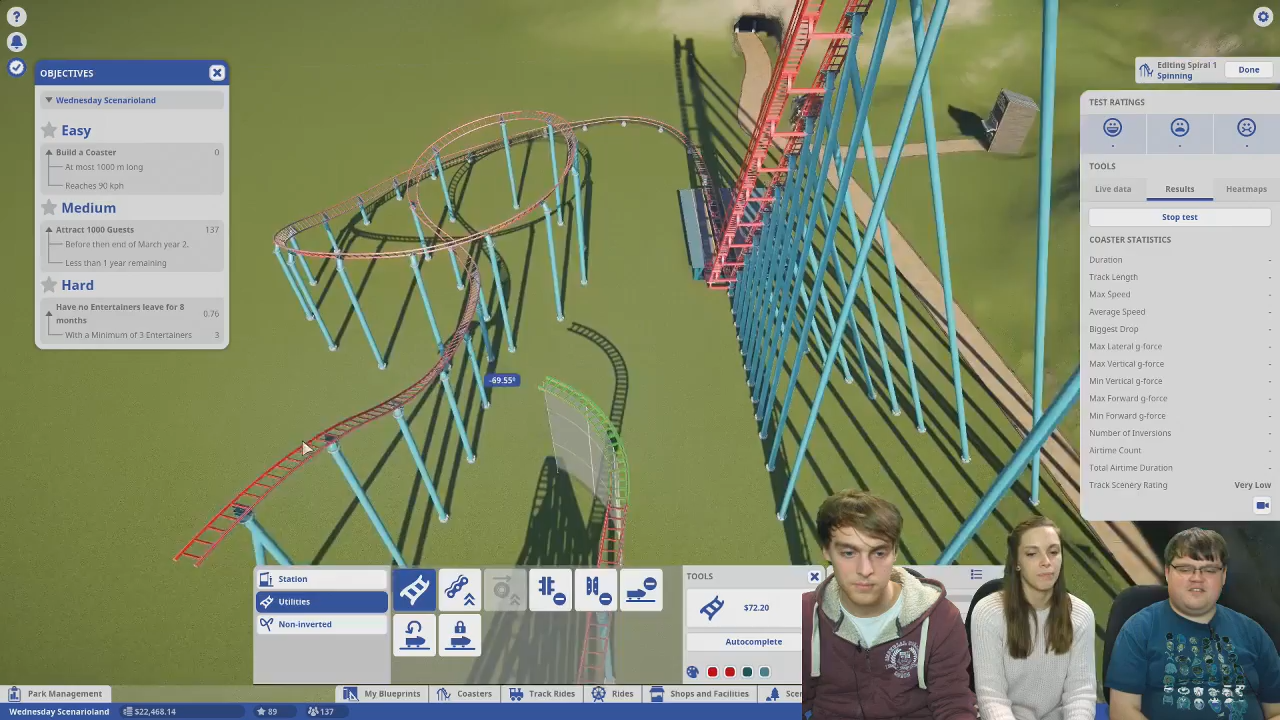 ?
OBJECTIVES
Wednesday Scenarioland
Easy
Build a Coaster 0
At most 1000 m long
Reaches 90 kph
Medium
Attract 1000 Guests 137
Before then end of March year 2.
Less than 1 year remaining
Hard
Have no Entertainers leave for 8
months 0.76
With a Minimum of 3 Entertainers 3
Editing Spiral 1
Spinning
Done
TEST RATINGS
- - -
TOOLS
Live data Results Heatmaps
Stop test
COASTER STATISTICS
Duration -
Track Length -
Max Speed -
Average Speed -
Biggest Drop -
Max Lateral g-force -
Max Vertical g-force -
Min Vertical g-force -
Max Forward g-force -
Min Forward g-force -
Number of Inversions -
Airtime Count -
Total Airtime Duration -
Track Scenery Rating Very Low
-69.55°
Station
Utilities
Non-inverted
TOOLS
$72.20
Autocomplete
Park Management My Blueprints Coasters Track Rides Rides Shops and Facilities
Wednesday Scenarioland $22,468.14 89 137